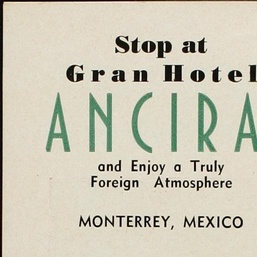 Stop at
Gran Hotel
ANCIRA
and Enjoy a Truly
Foreign Atmosphere
MONTERREY, MEXICO